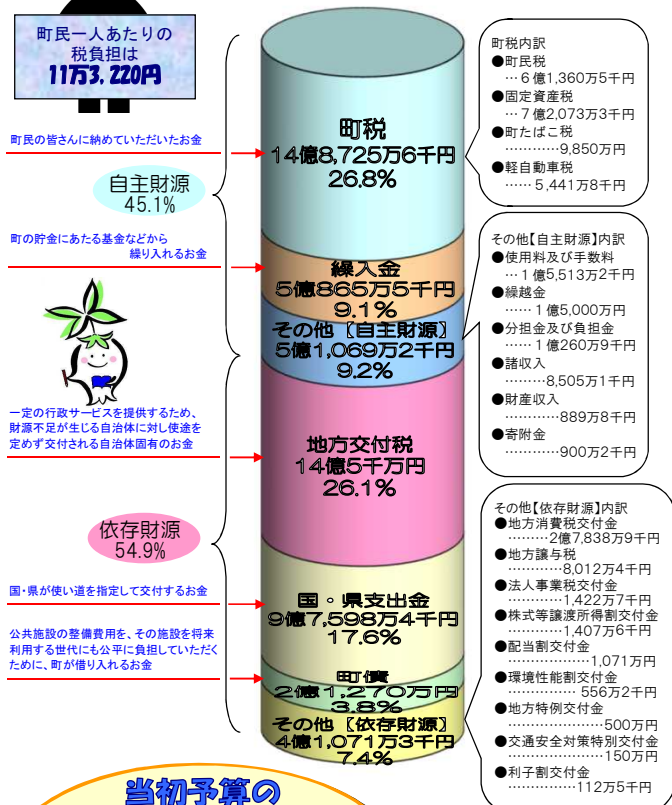 町民一人あたりの
税負担は
11万3,220円
町民の皆さんに納めていただいたお金
自主財源
45.1%
町の貯金にあたる基金などから
繰り入れるお金
一定の行政サービスを提供するため、
財源不足が生じる自治体に対し使途を
定めず交付される自治体固有のお金
依存財源
54.9%
国・県が使い道を指定して交付するお金
公共施設の整備費用を、その施設を将来
利用する世代にも公平に負担していただく
ために、町が借り入れるお金
町税
14億8,725万6千円
26.8%
繰入金
5億865万5千円
9.1%
その他〔自主財源〕
5億1,069万2千円
9.2%
地方交付税
14億5千万円
26.1%
国・県支出金
9億7,598万4千円
17.6%
町債
2億1,270万円
3.8%
その他〔依存財源〕
4億1,071万3千円
7.4%
町税内訳
●町民税
…6億1,360万5千円
●固定資産税
…7億2,073万3千円
●町たばこ税
…………9,850万円
●軽自動車税
……5,441万8千円
その他【自主財源】内訳
●使用料及び手数料
…1億5,513万2千円
●繰越金
……1億5,000万円
●分担金及び負担金
……1億260万9千円
●諸収入
………8,505万1千円
●財産収入
…………889万8千円
●寄附金
…………900万2千円
その他【依存財源】内訳
●地方消費税交付金
………2億7,838万9千円
●地方譲与税
…………8,012万4千円
●法人事業税交付金
…………1,422万7千円
●株式等譲渡所得割交付金
…………1,407万6千円
●配当割交付金
………………1,071万円
●環境性能割交付金
…………… 556万2千円
●地方特例交付金
…………………500万円
●交通安全対策特別交付金
…………………150万円
●利子割交付金
……………112万5千円
当初予算の